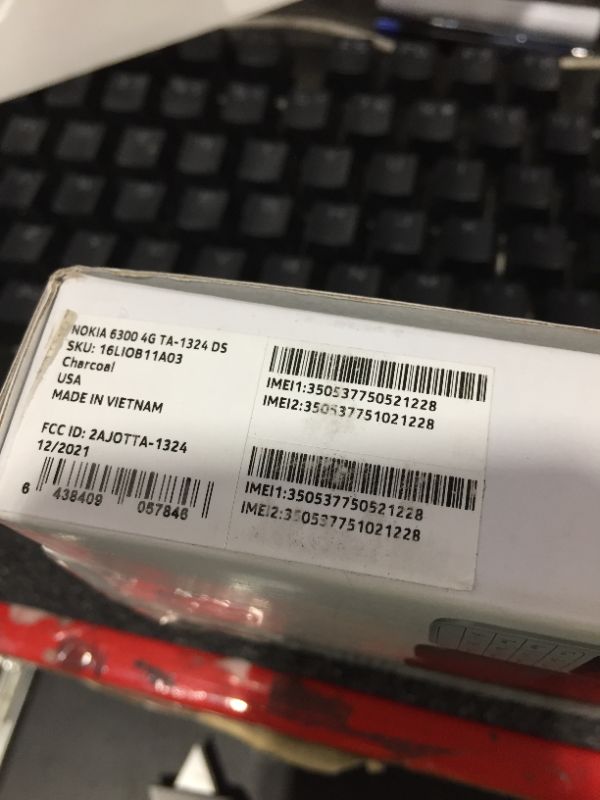 NOKIA 6300 4G TA-1324 DS
SKU: 16LIOB11A03
Charcoal
USA
MADE IN VIETNAM
FCC ID: 2AJOTTA-1324
12/2021
6 438409 057846
IMEI1:350537750521228
IMEI2:350537751021228
IMEI1:350537750521228
IMEI2:350537751021228